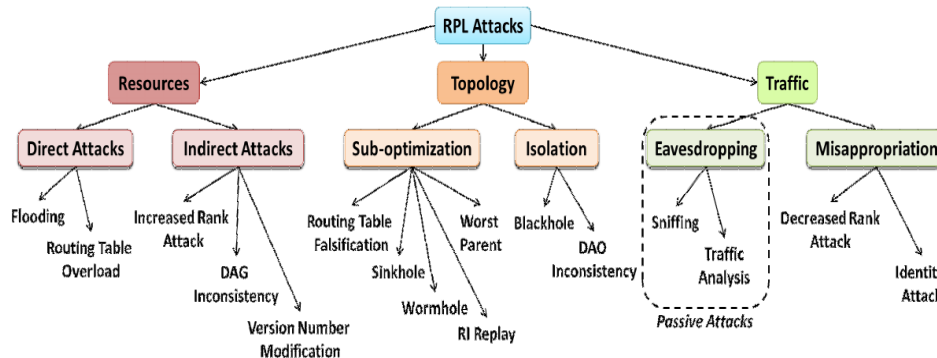 RPL Attacks
Resources
Topology
Traffic
Direct Attacks
Indirect Attacks
Sub-optimization
Isolation
Eavesdropping
Misappropriation
Flooding
Routing Table
Overload
Increased Rank
Attack
DAG
Inconsistency
Version Number
Modification
Routing Table
Falsification
Sinkhole
Wormhole
RI Replay
Worst
Parent
Blackhole
DAO
Inconsistency
Sniffing
Traffic
Analysis
Passive Attacks
Decreased Rank
Attack
Identit
Attack